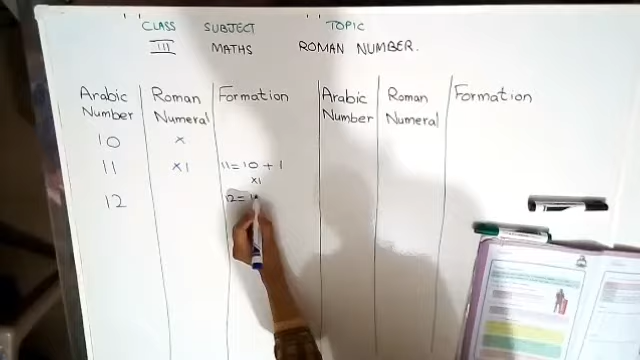 CLASS SUBJECT TOPIC
III MATHS ROMAN NUMBER.
Arabic Number Roman Numeral Formation Arabic Number Roman Numeral Formation
10 X
11 XI 11 = 10 + 1
XI
12 12 =